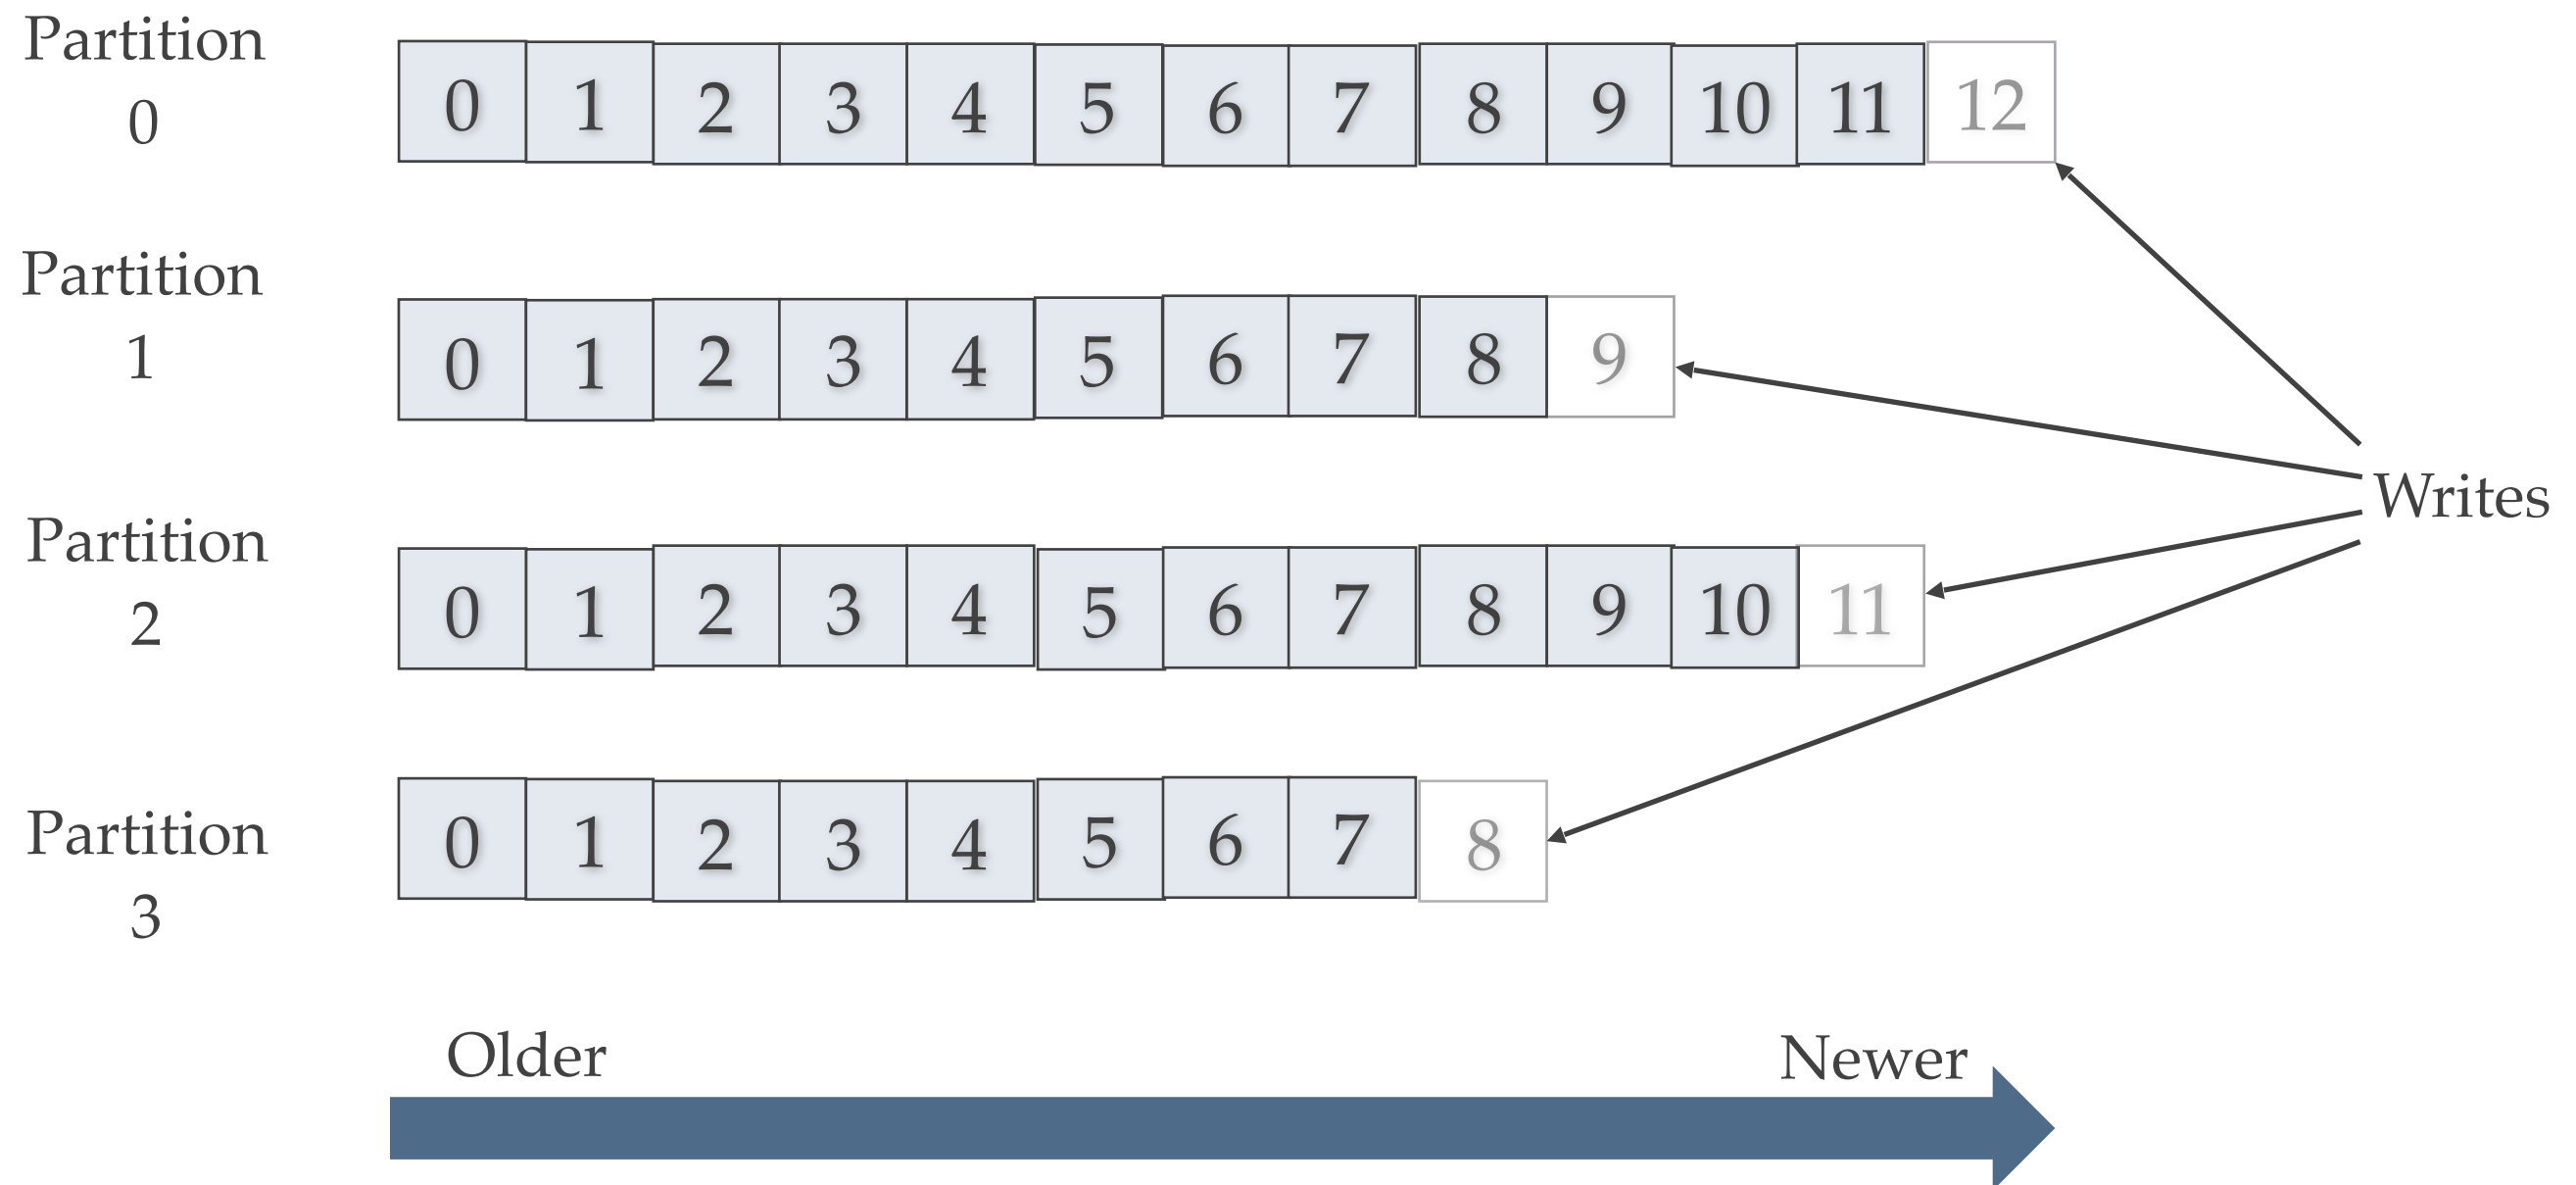 Partition
0
0 1 2 3 4 5 6 7 8 9 10 11 12
Partition
1
0 1 2 3 4 5 6 7 8 9
Writes
Partition
2
0 1 2 3 4 5 6 7 8 9 10 11
Partition
3
0 1 2 3 4 5 6 7 8
Older
Newer